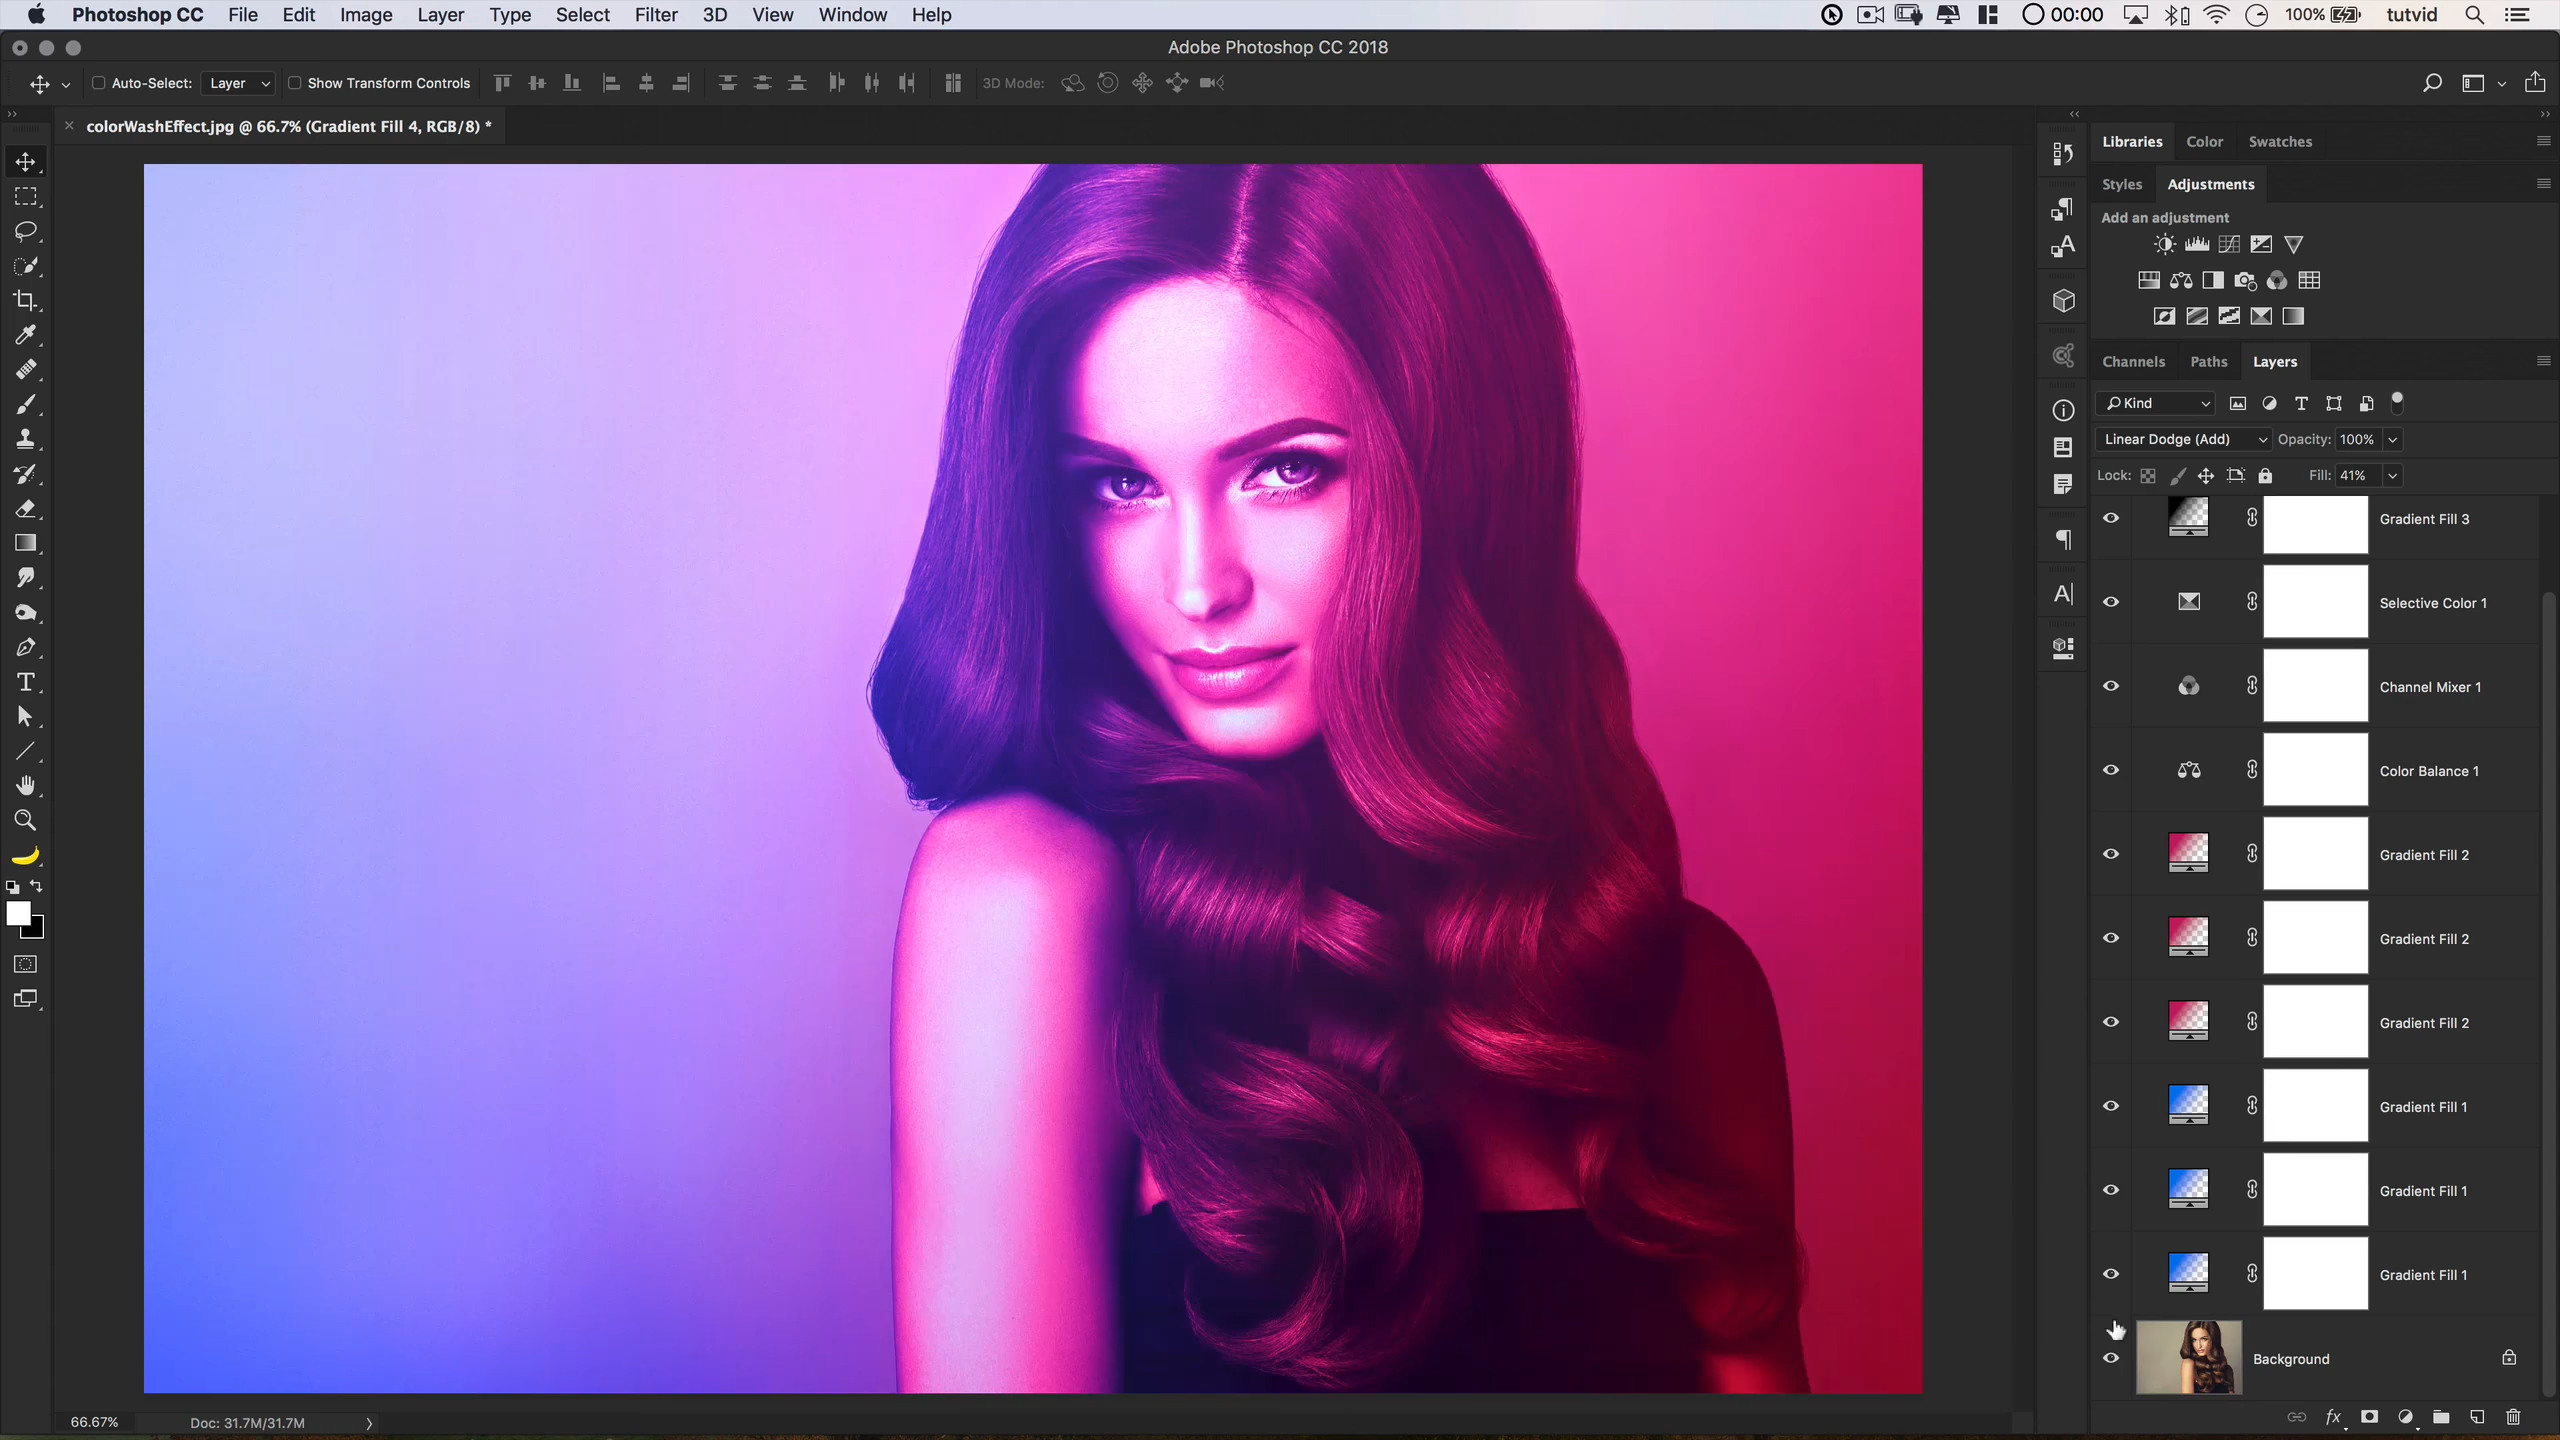 Photoshop CC File Edit Image Layer Type Select Filter 3D View Window Help 00:00 100% tutvid
Adobe Photoshop CC 2018
Auto-Select: Layer Show Transform Controls 3D Mode:
colorWashEffect.jpg @ 66.7% (Gradient Fill 4, RGB/8) *
Libraries Color Swatches
Styles Adjustments
Add an adjustment
Channels Paths Layers
Kind
Linear Dodge (Add) Opacity: 100%
Lock: Fill: 41%
Gradient Fill 3
Selective Color 1
Channel Mixer 1
Color Balance 1
Gradient Fill 2
Gradient Fill 2
Gradient Fill 2
Gradient Fill 1
Gradient Fill 1
Gradient Fill 1
Background
66.67% Doc: 31.7M/31.7M
fx